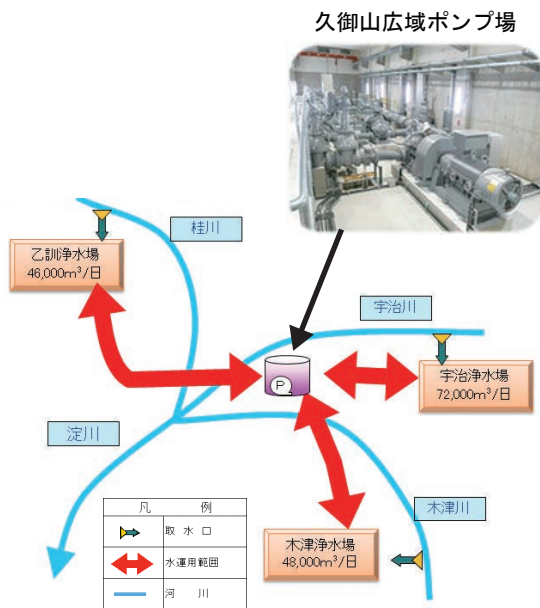 久御山広域ポンプ場
桂川
乙訓浄水場
46,000m³/日
宇治川
P
宇治浄水場
72,000m³/日
淀川
木津川
凡 例
取 水 口
水運用範囲
河 川
木津浄水場
48,000m³/日